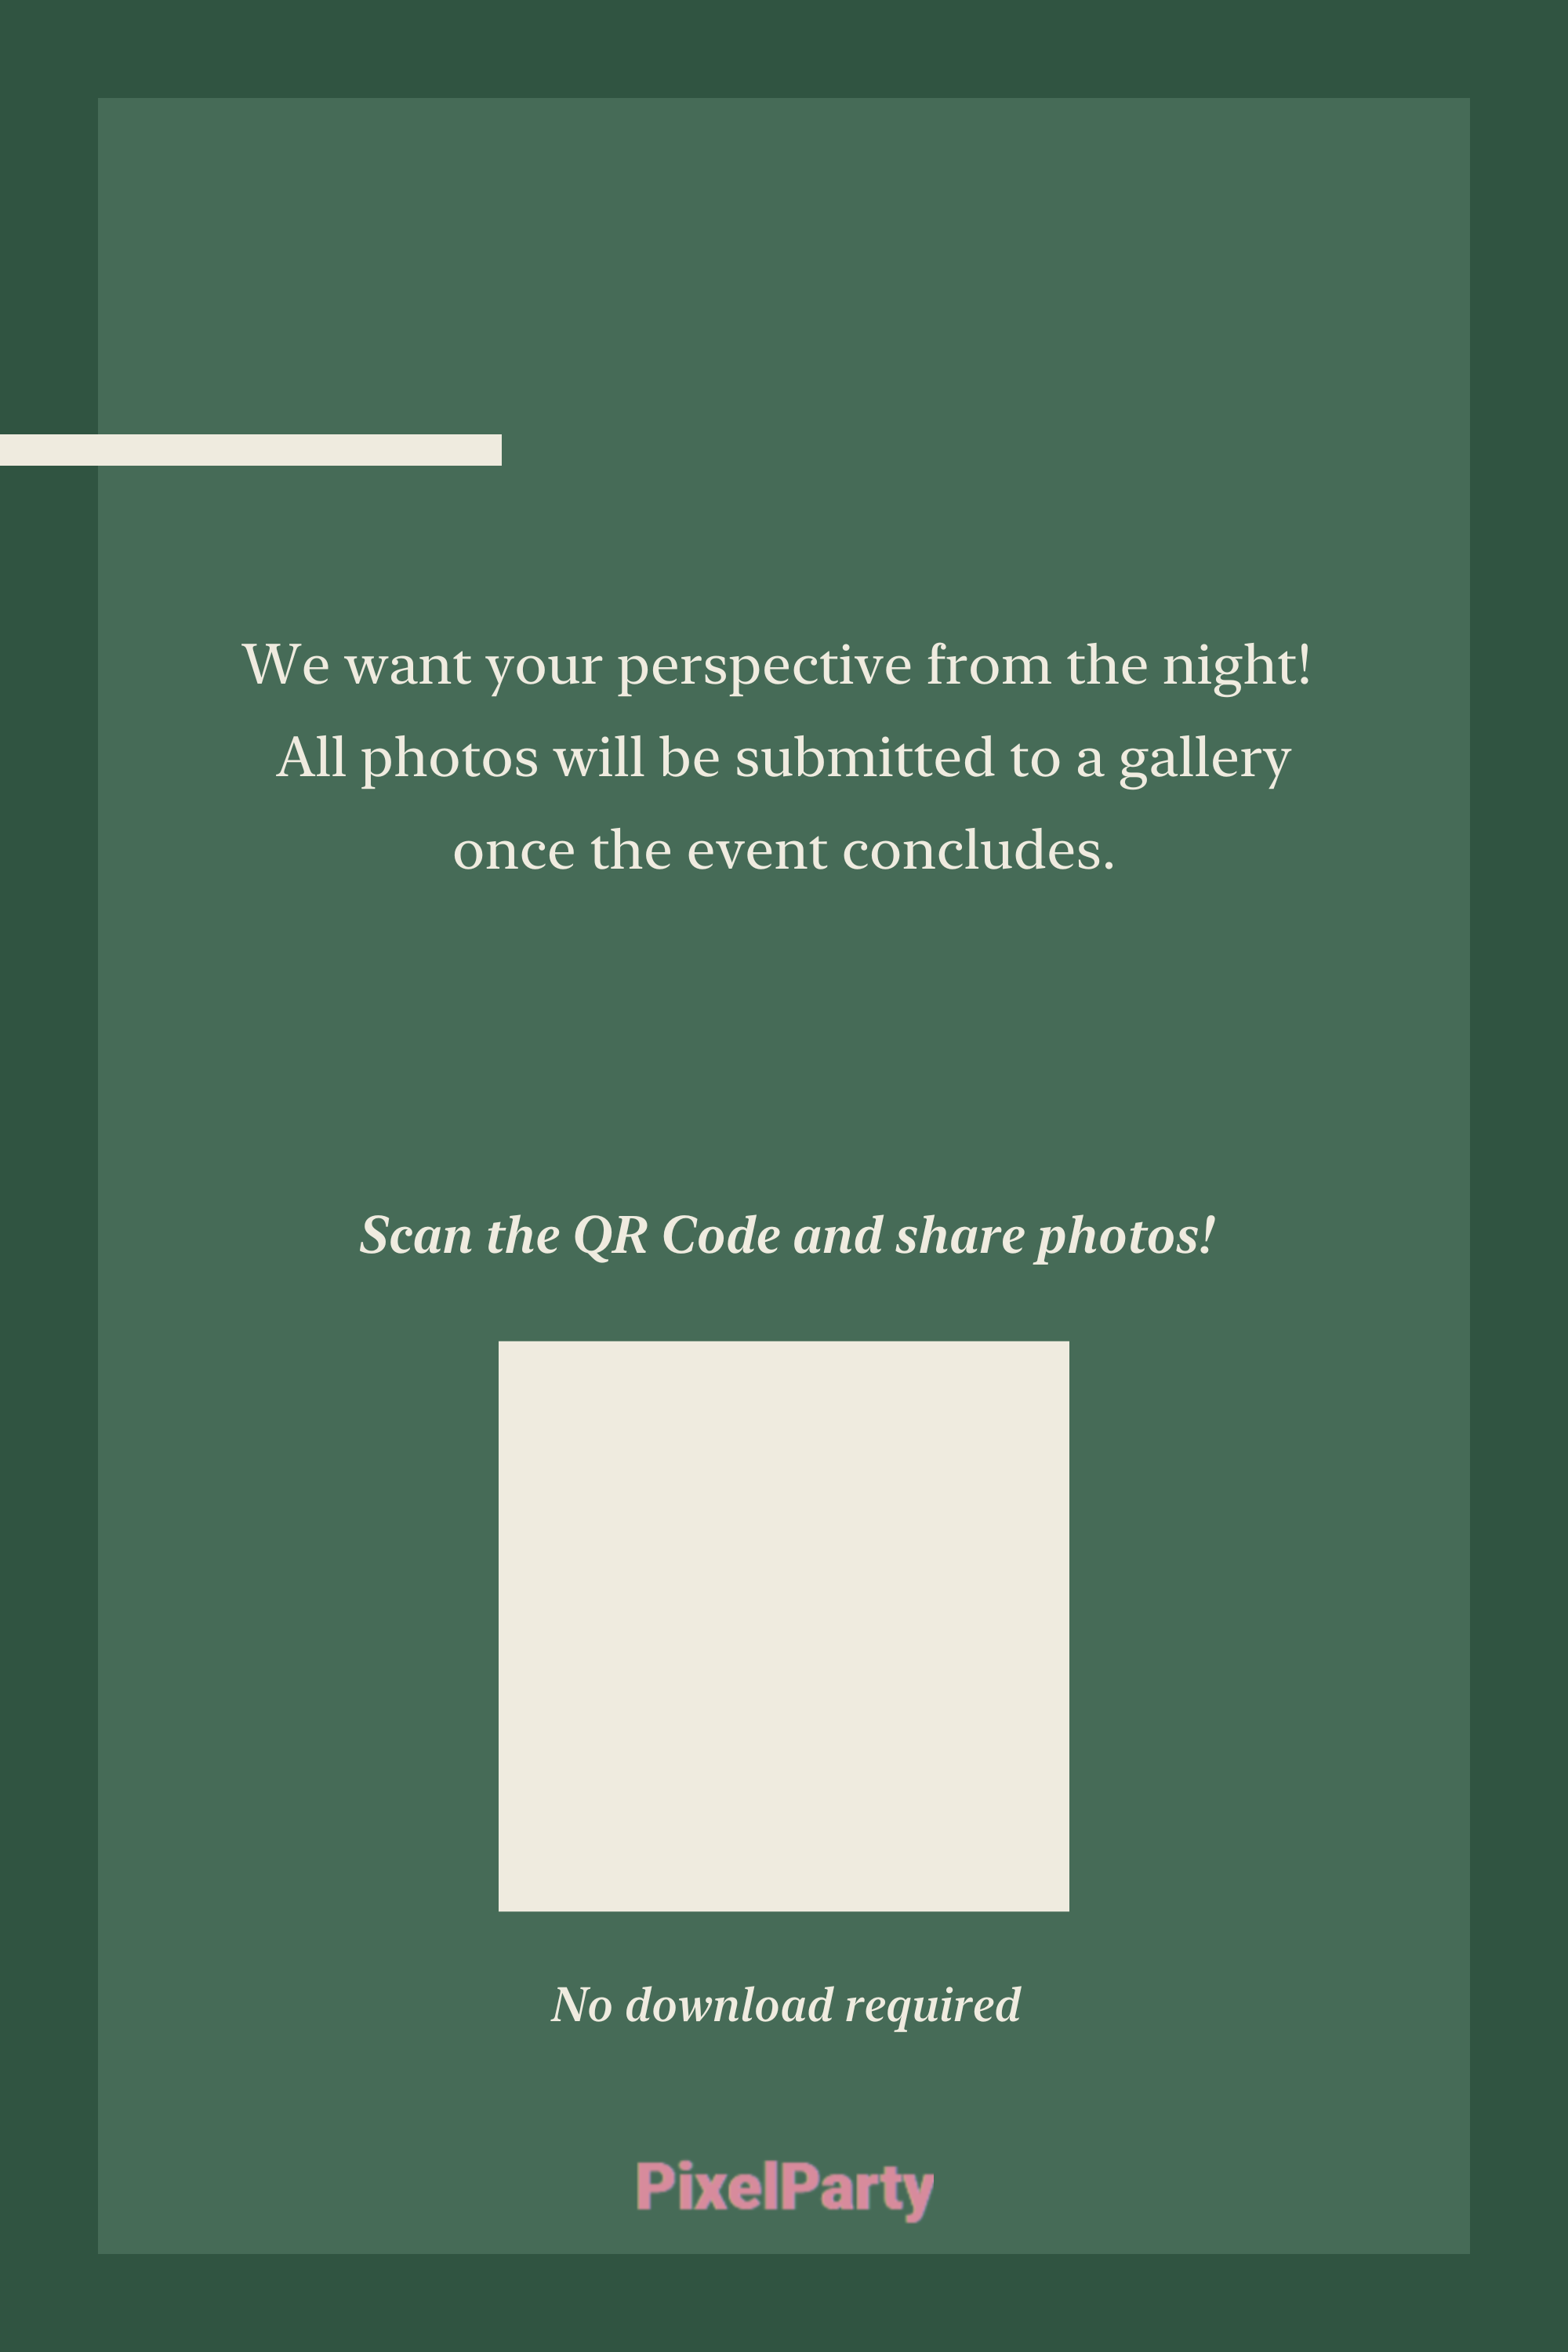 We want your perspective from the night!
All photos will be submitted to a gallery
once the event concludes.
Scan the QR Code and share photos!
No download required
PixelParty